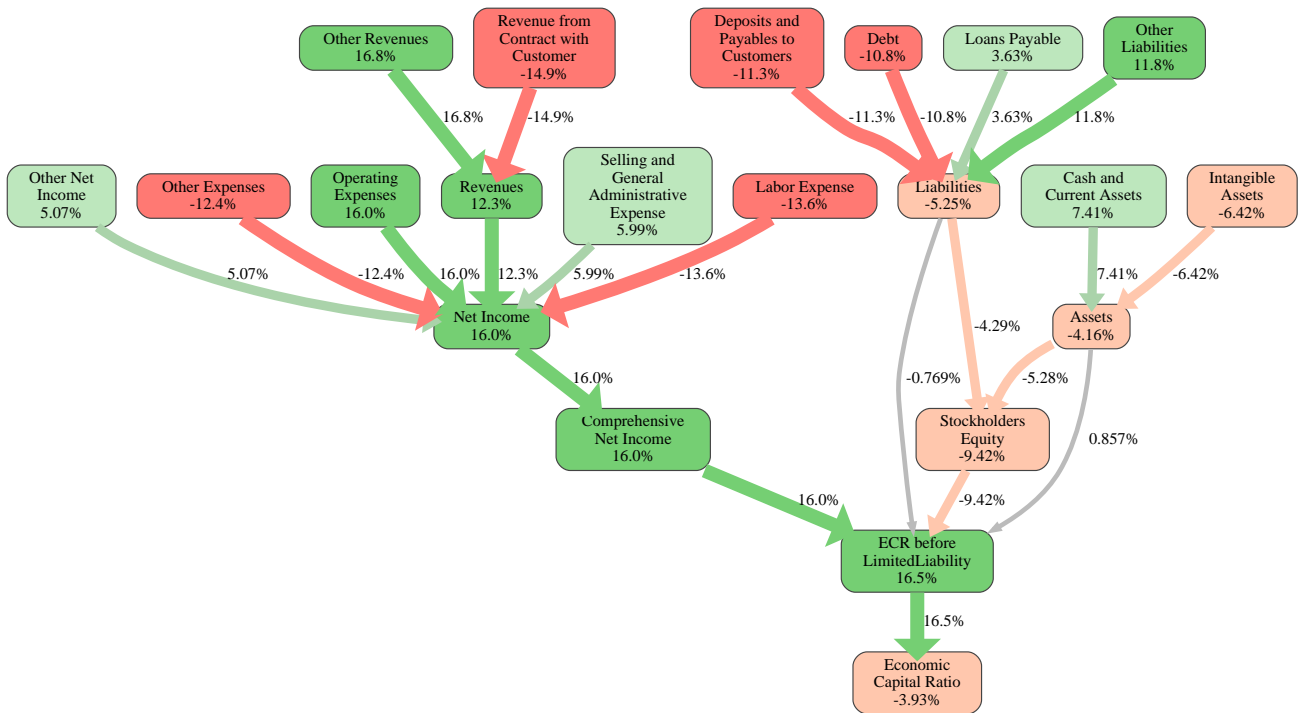 Other Revenues
16.8%
Revenue from
Contract with
Customer
-14.9%
Deposits and
Payables to
Customers
-11.3%
Debt
-10.8%
Loans Payable
3.63%
Other
Liabilities
11.8%
16.8%
-14.9%
-11.3%
-10.8%
3.63%
11.8%
Other Net
Income
5.07%
Other Expenses
-12.4%
Operating
Expenses
16.0%
Revenues
12.3%
Selling and
General
Administrative
Expense
5.99%
Labor Expense
-13.6%
Liabilities
-5.25%
Cash and
Current Assets
7.41%
Intangible
Assets
-6.42%
5.07%
-12.4%
16.0%
12.3%
5.99%
-13.6%
7.41%
-6.42%
Net Income
16.0%
-4.29%
Assets
-4.16%
16.0%
-0.769%
-5.28%
Comprehensive
Net Income
16.0%
Stockholders
Equity
-9.42%
0.857%
16.0%
-9.42%
ECR before
LimitedLiability
16.5%
16.5%
Economic
Capital Ratio
-3.93%